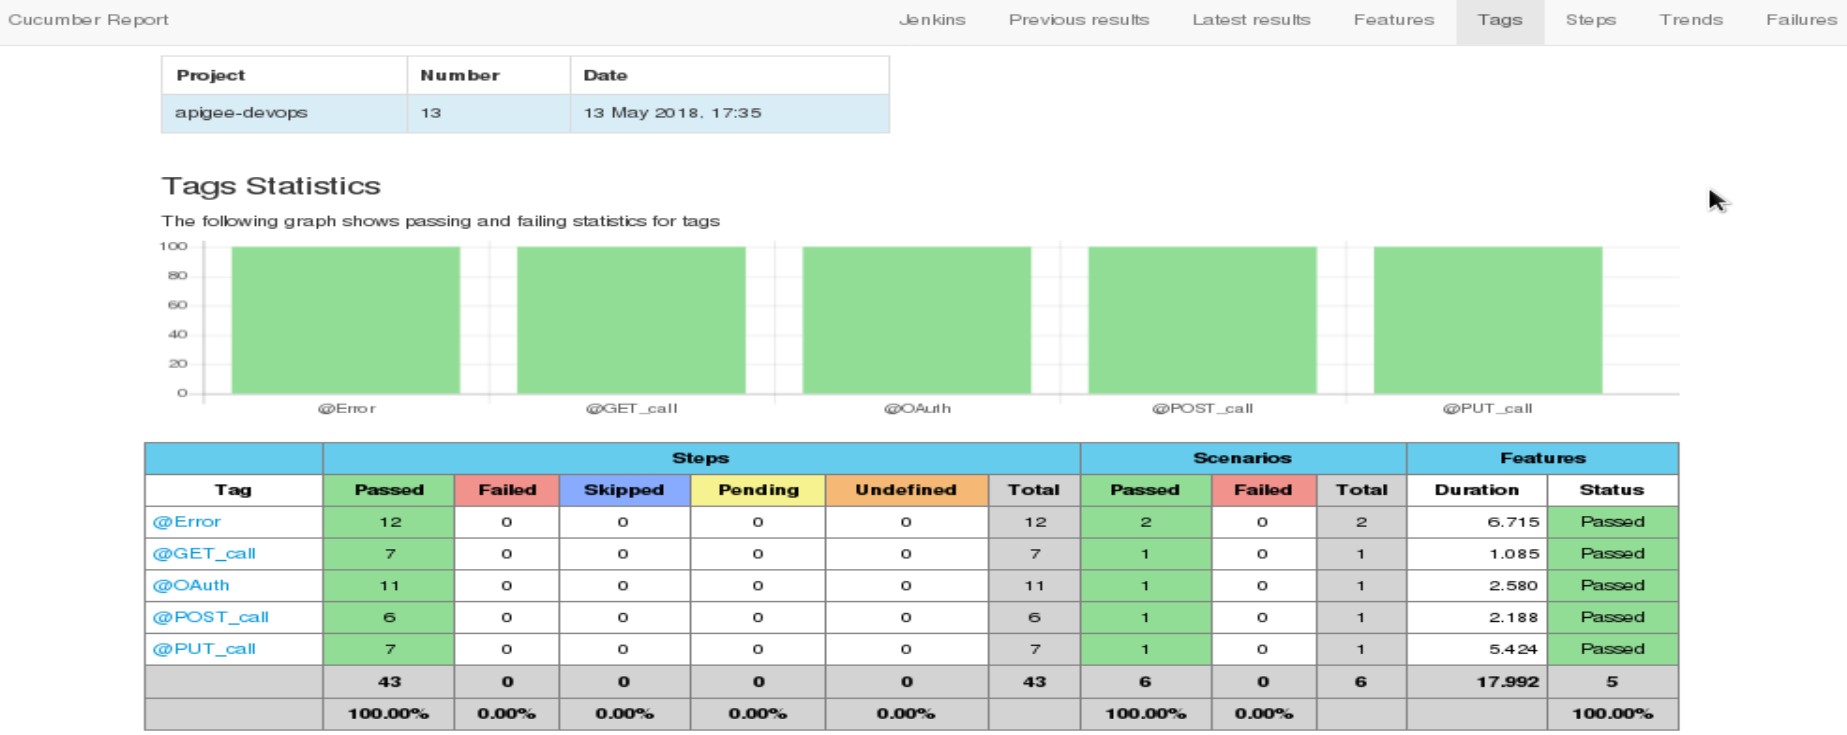 Cucumber Report Jenkins Previous results Latest results Features Tags Steps Trends Failures
Project Number Date
apigee-devops 13 13 May 2018, 17:35
Tags Statistics
The following graph shows passing and failing statistics for tags
100
80
60
40
20
0
@Error @GET_call @OAuth @POST_call @PUT_call
Steps Scenarios Features
Tag Passed Failed Skipped Pending Undefined Total Passed Failed Total Duration Status
@Error 12 0 0 0 0 12 2 0 2 6.715 Passed
@GET_call 7 0 0 0 0 7 1 0 1 1.085 Passed
@OAuth 11 0 0 0 0 11 1 0 1 2.580 Passed
@POST_call 6 0 0 0 0 6 1 0 1 2.188 Passed
@PUT_call 7 0 0 0 0 7 1 0 1 5.424 Passed
43 0 0 0 0 43 6 0 6 17.992 5
100.00% 0.00% 0.00% 0.00% 0.00% 100.00% 0.00% 100.00%